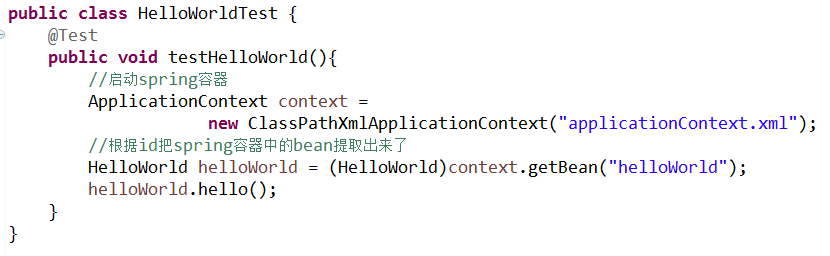 public class HelloWorldTest {
@Test
public void testHelloWorld(){
//启动spring容器
ApplicationContext context =
new ClassPathXmlApplicationContext("applicationContext.xml");
//根据id把spring容器中的bean提取出来了
HelloWorld helloWorld = (HelloWorld)context.getBean("helloWorld");
helloWorld.hello();
}
}